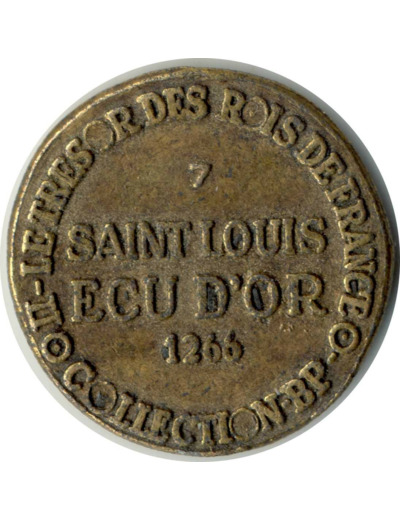 III - LE TRESOR DES ROIS DE FRANCE
7
SAINT LOUIS
ECU D'OR
1266
COLLECTION · BP -